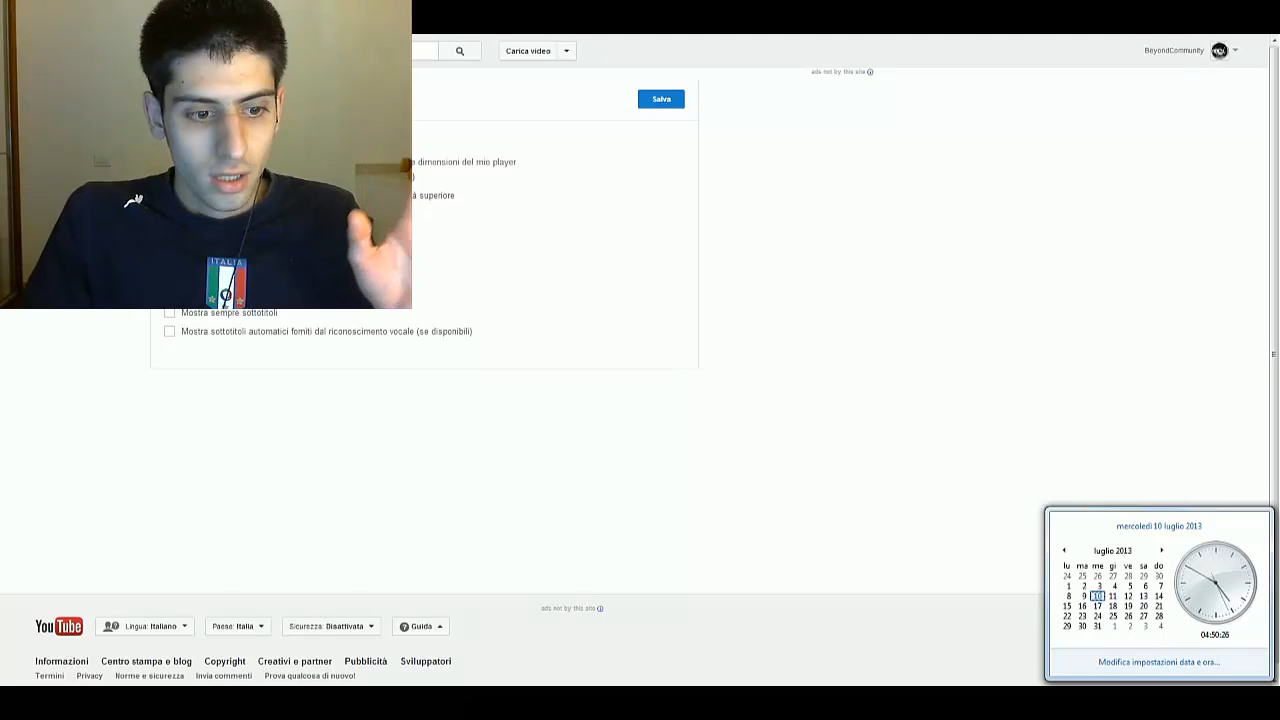 Carica video
BeyondCommunity
ads not by this site
Salva
dimensioni del mio player
)
à superiore
ITALIA
Mostra sempre sottotitoli
Mostra sottotitoli automatici forniti dal riconoscimento vocale (se disponibili)
mercoledì 10 luglio 2013
luglio 2013
lu ma me gi ve sa do
24 25 26 27 28 29 30
1 2 3 4 5 6 7
8 9 10 11 12 13 14
15 16 17 18 19 20 21
22 23 24 25 26 27 28
29 30 31 1 2 3 4
04:50:26
Modifica impostazioni data e ora...
ads not by this site
YouTube
Lingua: Italiano
Paese: Italia
Sicurezza: Disattivata
Guida
Informazioni Centro stampa e blog Copyright Creativi e partner Pubblicità Sviluppatori
Termini Privacy Norme e sicurezza Invia commenti Prova qualcosa di nuovo!